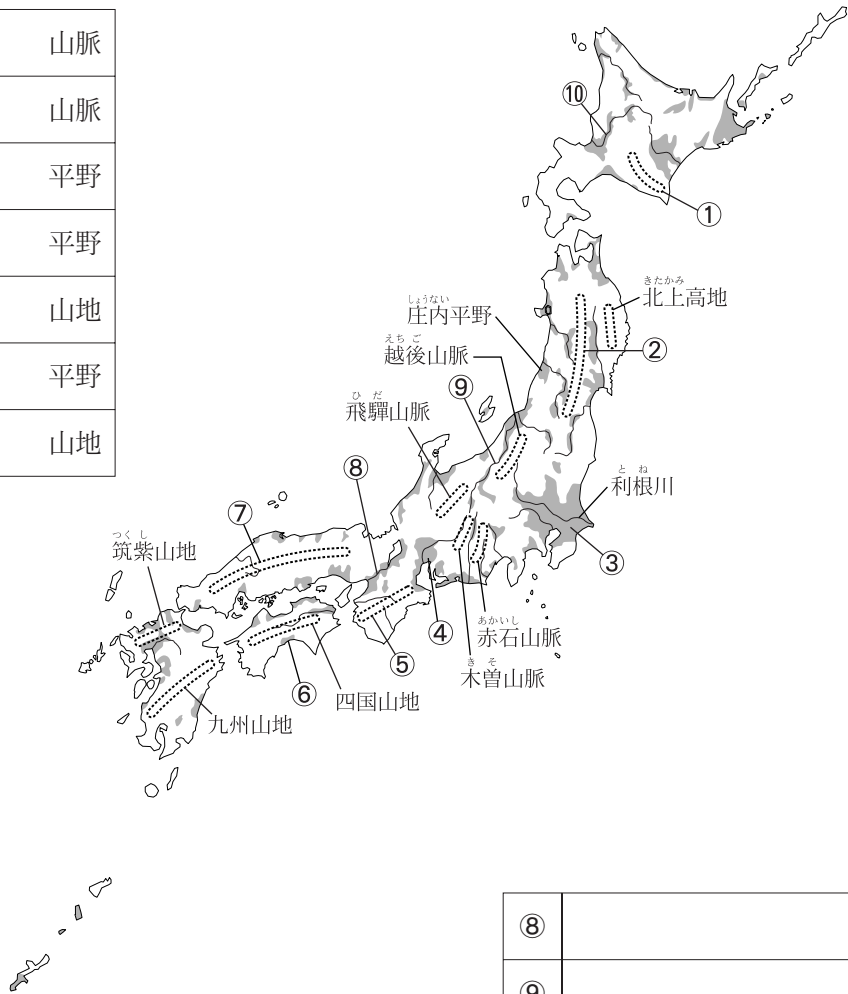 山脈
山脈
平野
平野
山地
平野
山地
⑩
①
きたかみ
北上高地
しょうない
庄内平野
②
えちご
越後山脈
⑨
ひだ
飛驒山脈
⑧
とね
利根川
⑦
③
つくし
筑紫山地
④
あかいし
赤石山脈
⑤
きそ
木曽山脈
⑥
四国山地
九州山地
⑧
⑨